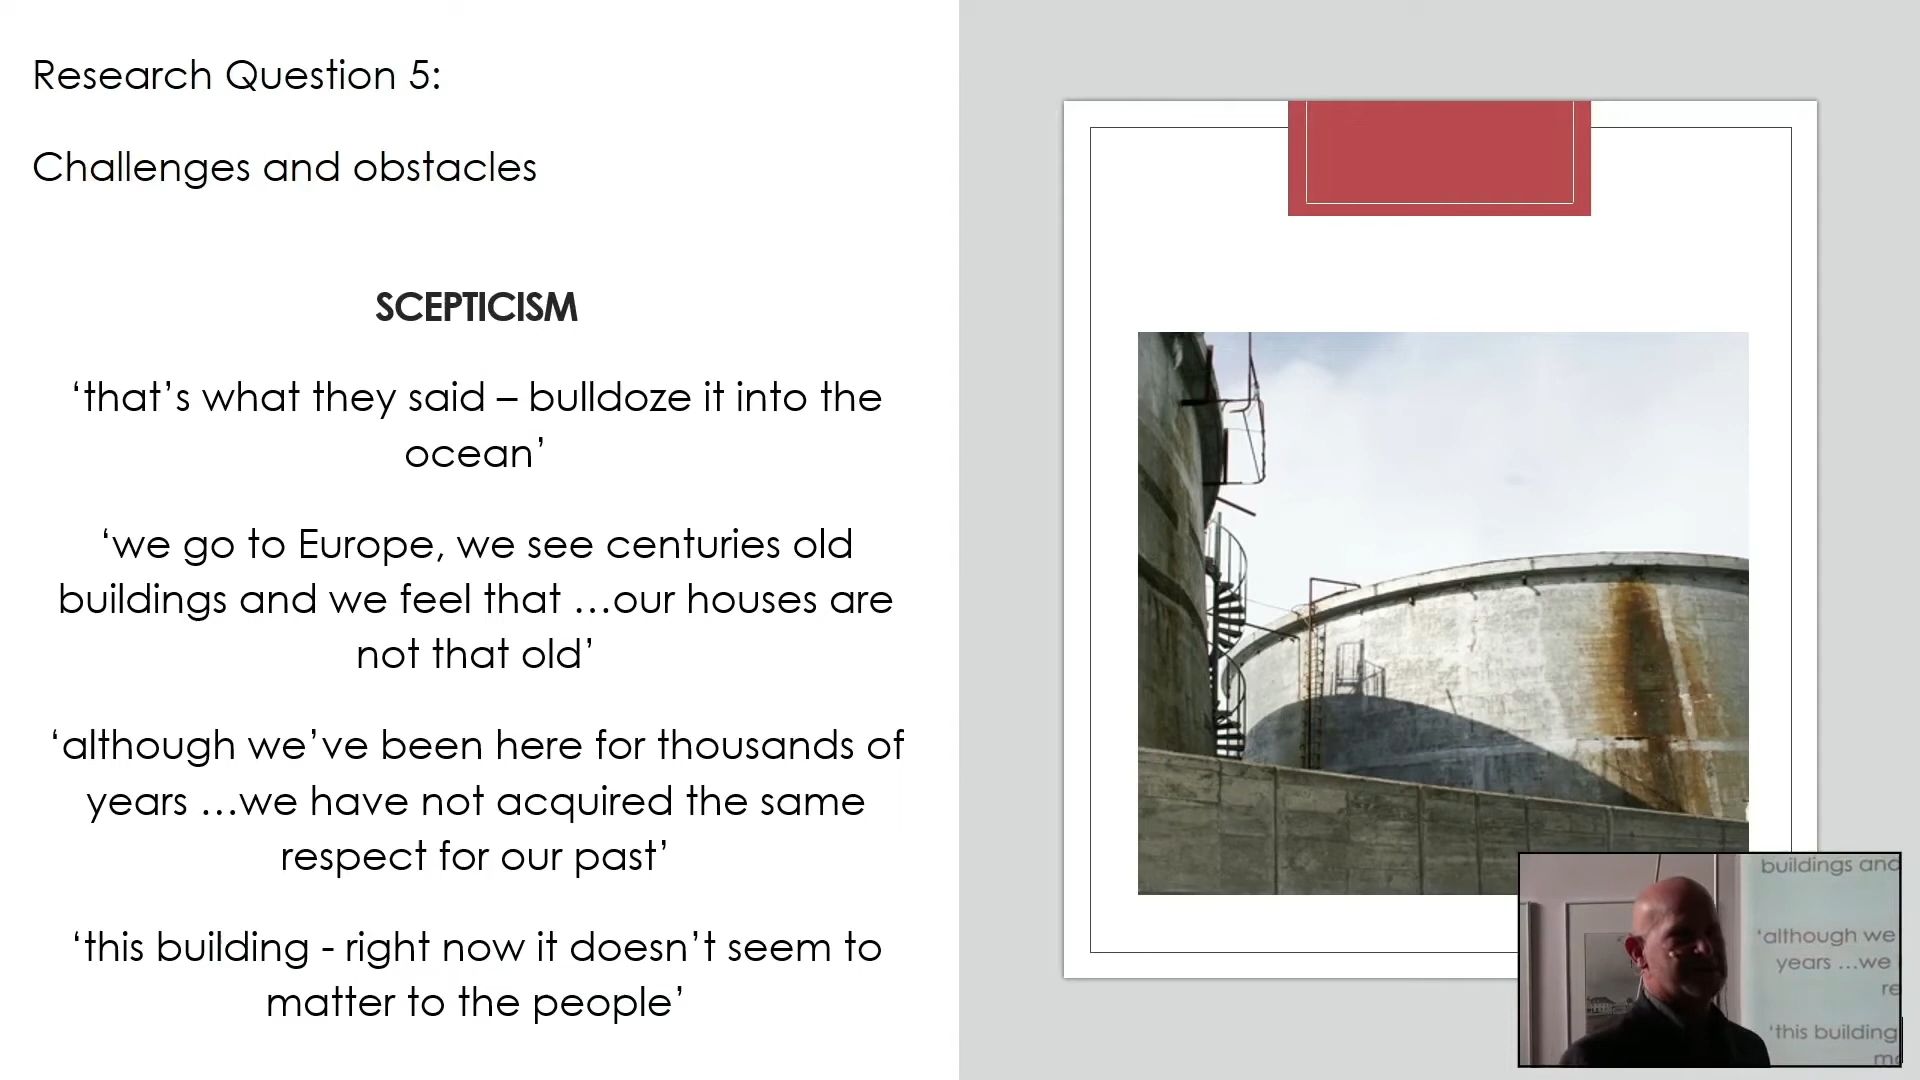 Research Question 5:
Challenges and obstacles
SCEPTICISM
‘that’s what they said – bulldoze it into the
ocean’
‘we go to Europe, we see centuries old
buildings and we feel that …our houses are
not that old’
‘although we’ve been here for thousands of
years …we have not acquired the same
respect for our past’
‘this building - right now it doesn’t seem to
matter to the people’
buildings and
‘although we
years …we
re
‘this building
ma